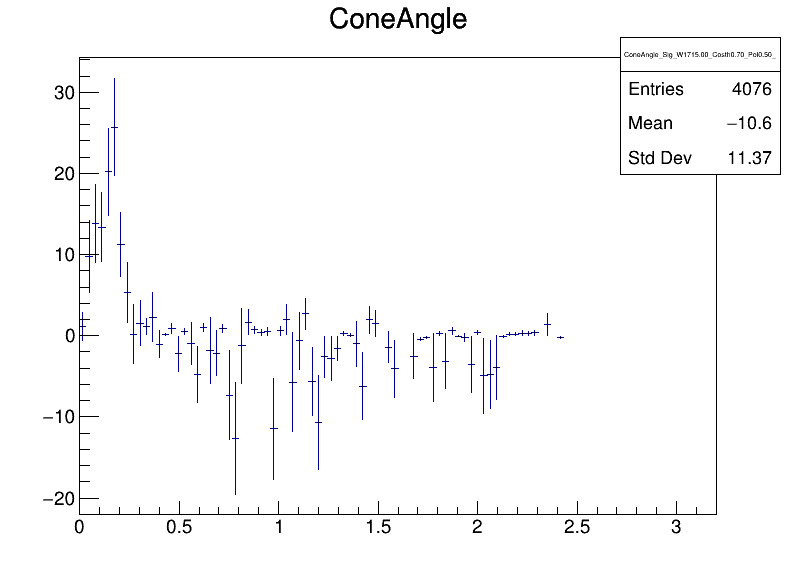 ConeAngle
ConeAngle_Sig_W1715.00_Costh0.70_Pol0.50_
Entries 4076
Mean −10.6
Std Dev 11.37
30
20
10
0
−10
−20
0 0.5 1 1.5 2 2.5 3